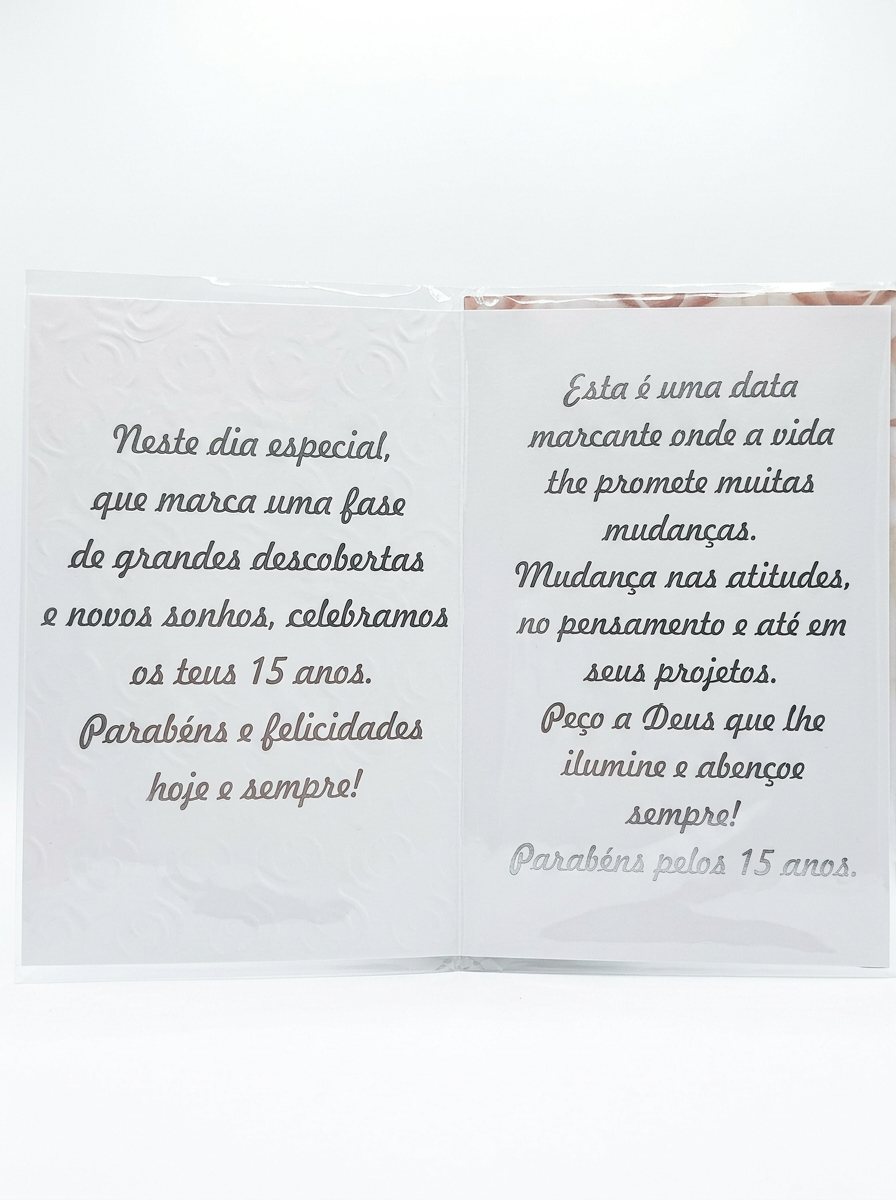 Neste dia especial,
que marca uma fase
de grandes descobertas
e novos sonhos, celebramos
os teus 15 anos.
Parabéns e felicidades
hoje e sempre!
Esta é uma data
marcante onde a vida
the promete muitas
mudanças.
Mudança nas atitudes,
no pensamento e até em
seus projetos.
Peço a Deus que lhe
ilumine e abençoe
sempre!
Parabéns pelos 15 anos.